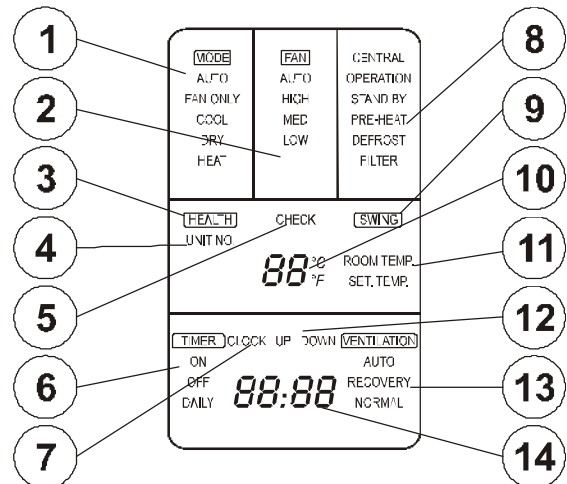 1
2
3
4
5
6
7
8
9
10
11
12
13
14
MODE
AUTO
FAN ONLY
COOL
DRY
HEAT
FAN
AUTO
HIGH
MED
LOW
CENTRAL
OPERATION
STAND BY
PRE-HEAT
DEFROST
FILTER
HEALTH CHECK SWING
UNIT NO.
88 °C
°F
ROOM TEMP.
SET. TEMP.
TIMER CLOCK UP DOWN VENTILATION
ON
OFF
DAILY
88:88
AUTO
RECOVERY
NORMAL